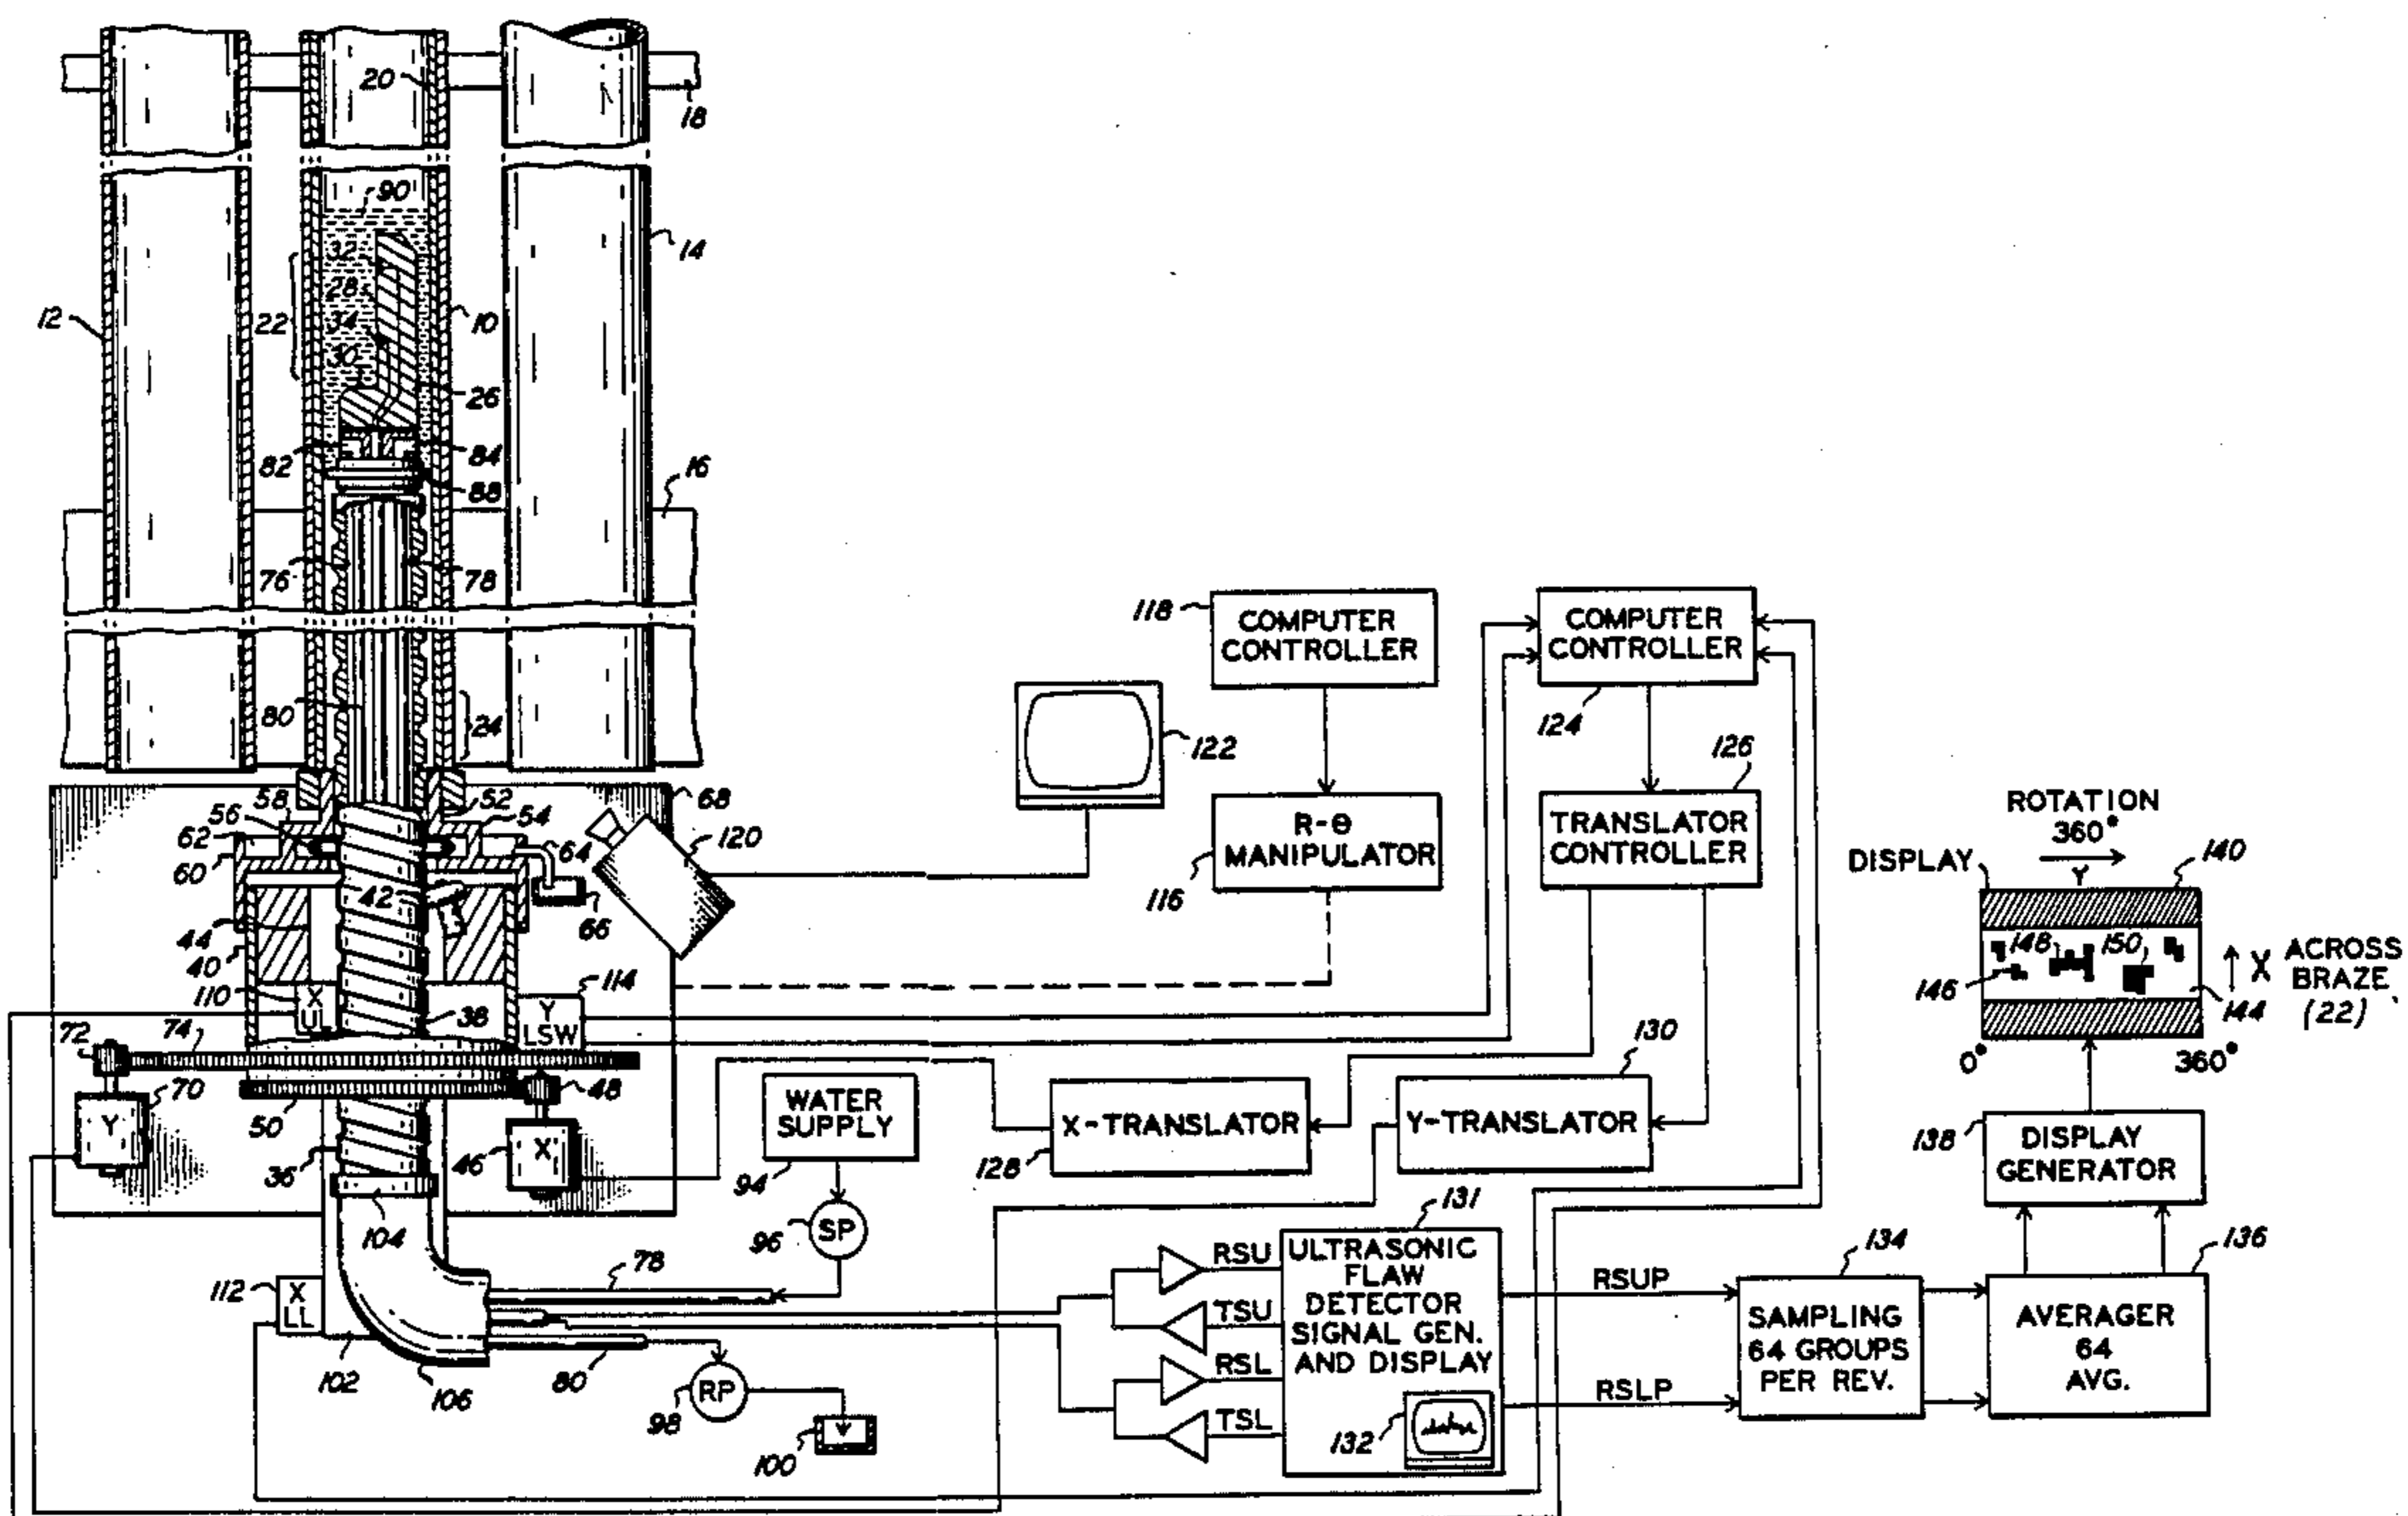 20
18
90
32
28
34
30
14
12
22
10
26
82
84
88
16
76
78
80
24
118
COMPUTER
CONTROLLER
COMPUTER
CONTROLLER
124
122
126
58
52
68
56
54
62
64
120
60
42
66
44
40
R-Θ
MANIPULATOR
116
TRANSLATOR
CONTROLLER
ROTATION
360°
Y
DISPLAY
140
148
150
146
144
X ACROSS
BRAZE
(22)
0°
360°
110
X
U
114
Y
LSW
38
72
74
70
Y
50
48
36
46
X
WATER
SUPPLY
94
X-TRANSLATOR
128
130
Y-TRANSLATOR
138
DISPLAY
GENERATOR
104
96
SP
78
112
X
LL
102
106
80
98
RP
100
131
RSU
TSU
RSL
TSL
ULTRASONIC
FLAW
DETECTOR
SIGNAL GEN.
AND DISPLAY
132
RSUP
RSLP
134
SAMPLING
64 GROUPS
PER REV.
136
AVERAGER
64
AVG.